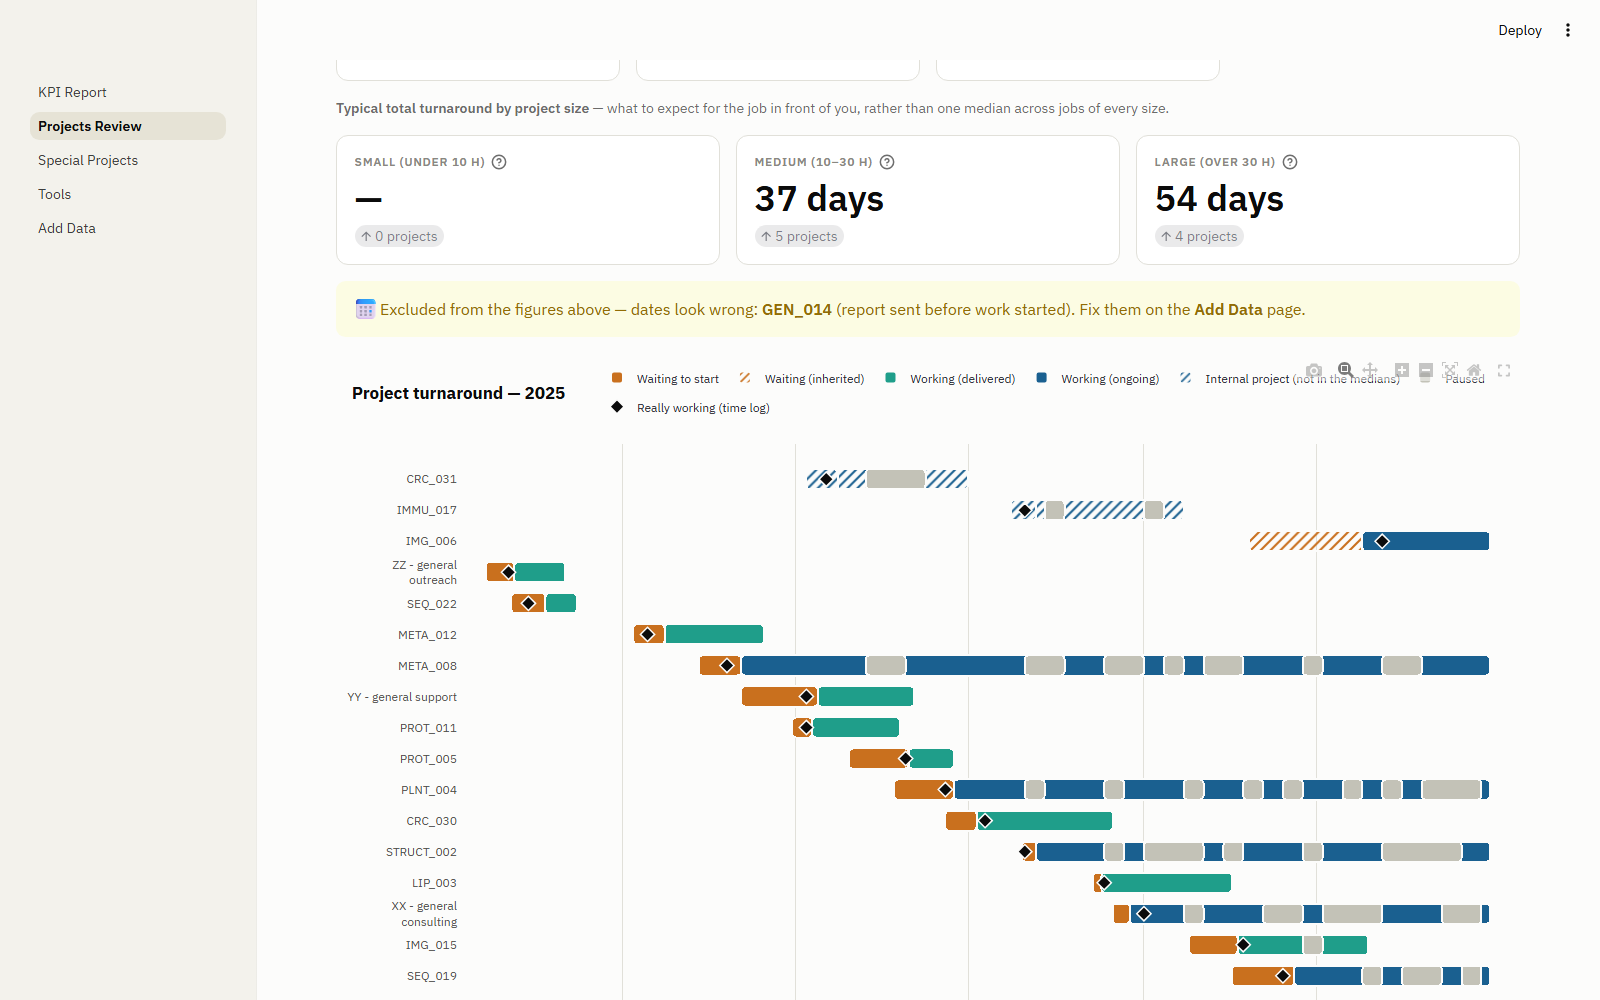 Deploy
KPI Report
Projects Review
Special Projects
Tools
Add Data
Typical total turnaround by project size — what to expect for the job in front of you, rather than one median across jobs of every size.
SMALL (UNDER 10 H)
—
↑ 0 projects
MEDIUM (10–30 H)
37 days
↑ 5 projects
LARGE (OVER 30 H)
54 days
↑ 4 projects
Excluded from the figures above — dates look wrong: GEN_014 (report sent before work started). Fix them on the Add Data page.
Project turnaround — 2025
Waiting to start
Waiting (inherited)
Working (delivered)
Working (ongoing)
Internal project (not in the medians)
Paused
Really working (time log)
CRC_031
IMMU_017
IMG_006
ZZ - general
outreach
SEQ_022
META_012
META_008
YY - general support
PROT_011
PROT_005
PLNT_004
CRC_030
STRUCT_002
LIP_003
XX - general
consulting
IMG_015
SEQ_019